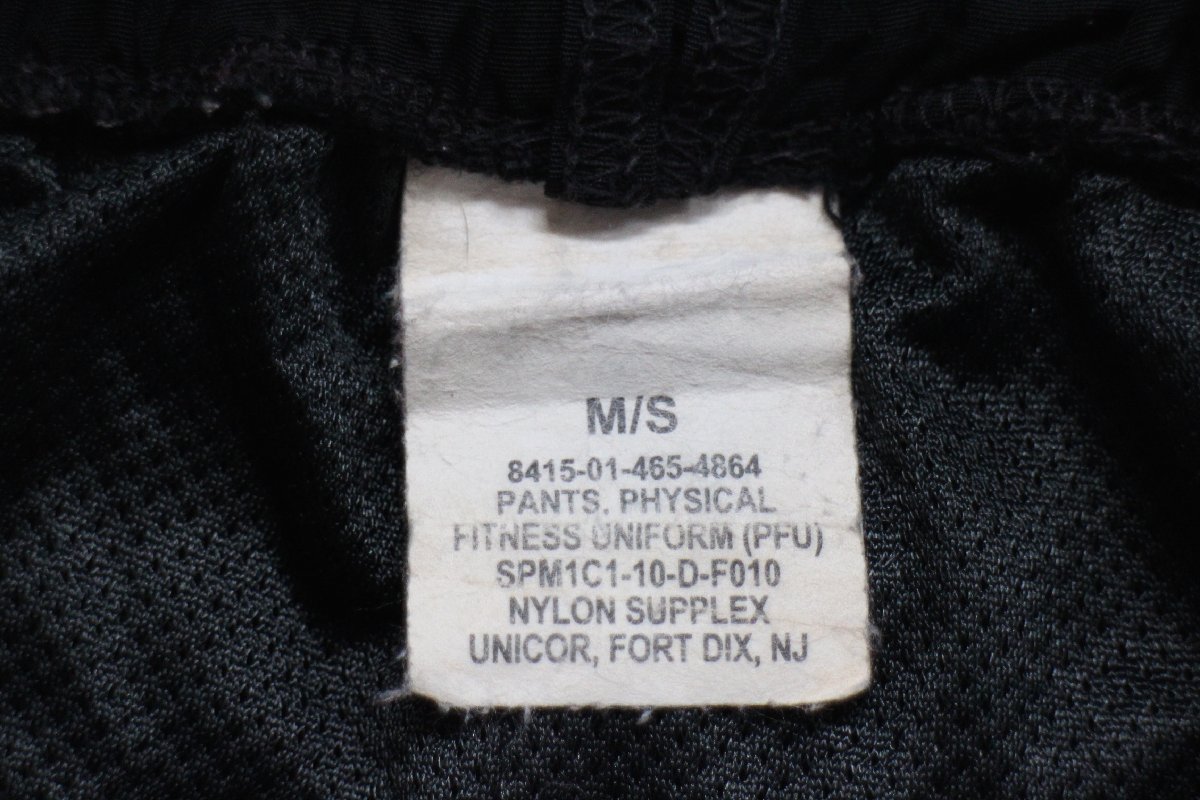 M/S
8415-01-465-4864
PANTS, PHYSICAL
FITNESS UNIFORM (PFU)
SPM1C1-10-D-F010
NYLON SUPPLEX
UNICOR, FORT DIX, NJ